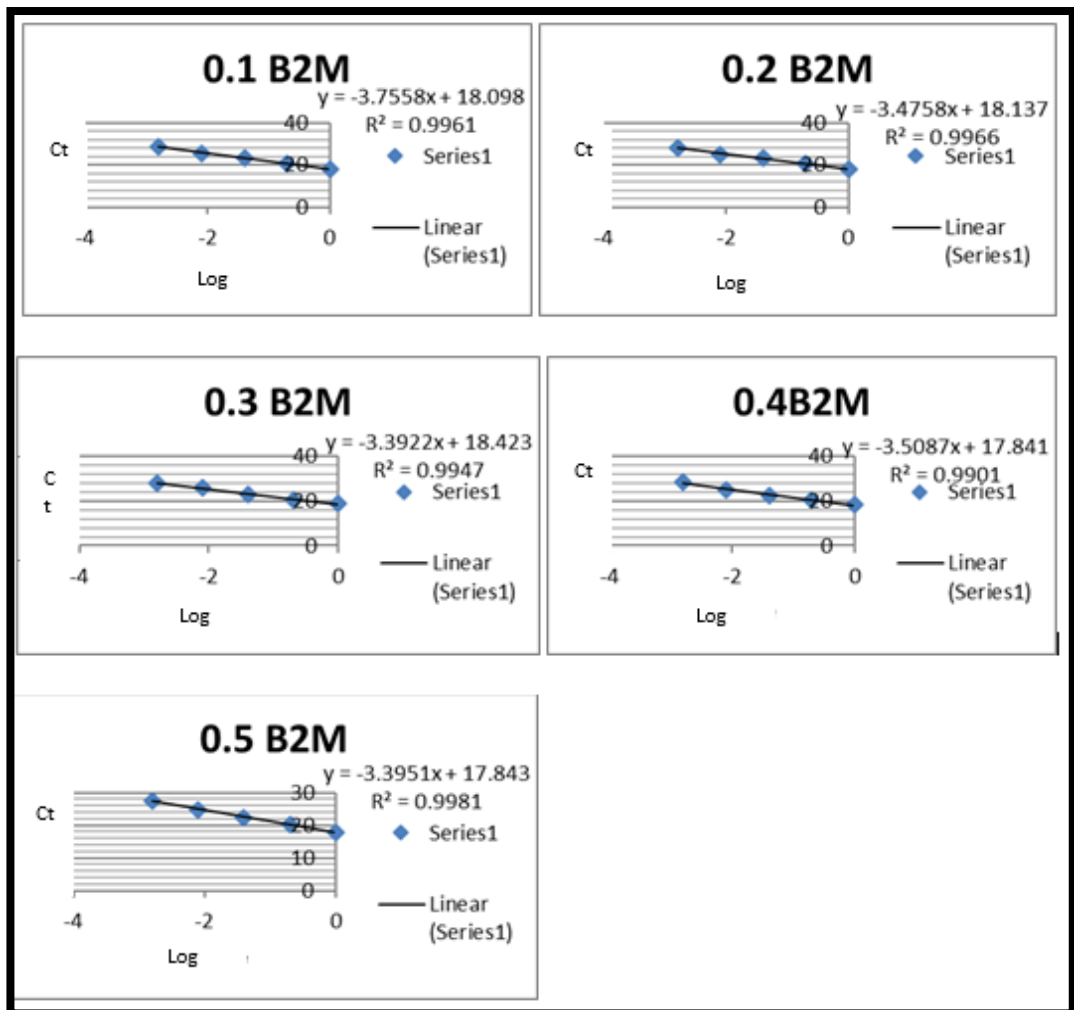 0.1 B2M
y = -3.7558x + 18.098
R² = 0.9961
Ct
40
20
0
Series1
Linear
(Series1)
-4
-2
0
Log
0.2 B2M
y = -3.4758x + 18.137
R² = 0.9966
Ct
40
20
0
Series1
Linear
(Series1)
-4
-2
0
Log
0.3 B2M
y = -3.3922x + 18.423
R² = 0.9947
C
t
40
20
0
Series1
Linear
(Series1)
-4
-2
0
Log
0.4B2M
y = -3.5087x + 17.841
R² = 0.9901
Ct
40
20
0
Series1
Linear
(Series1)
-4
-2
0
Log
0.5 B2M
y = -3.3951x + 17.843
R² = 0.9981
Ct
30
20
10
0
Series1
Linear
(Series1)
-4
-2
0
Log